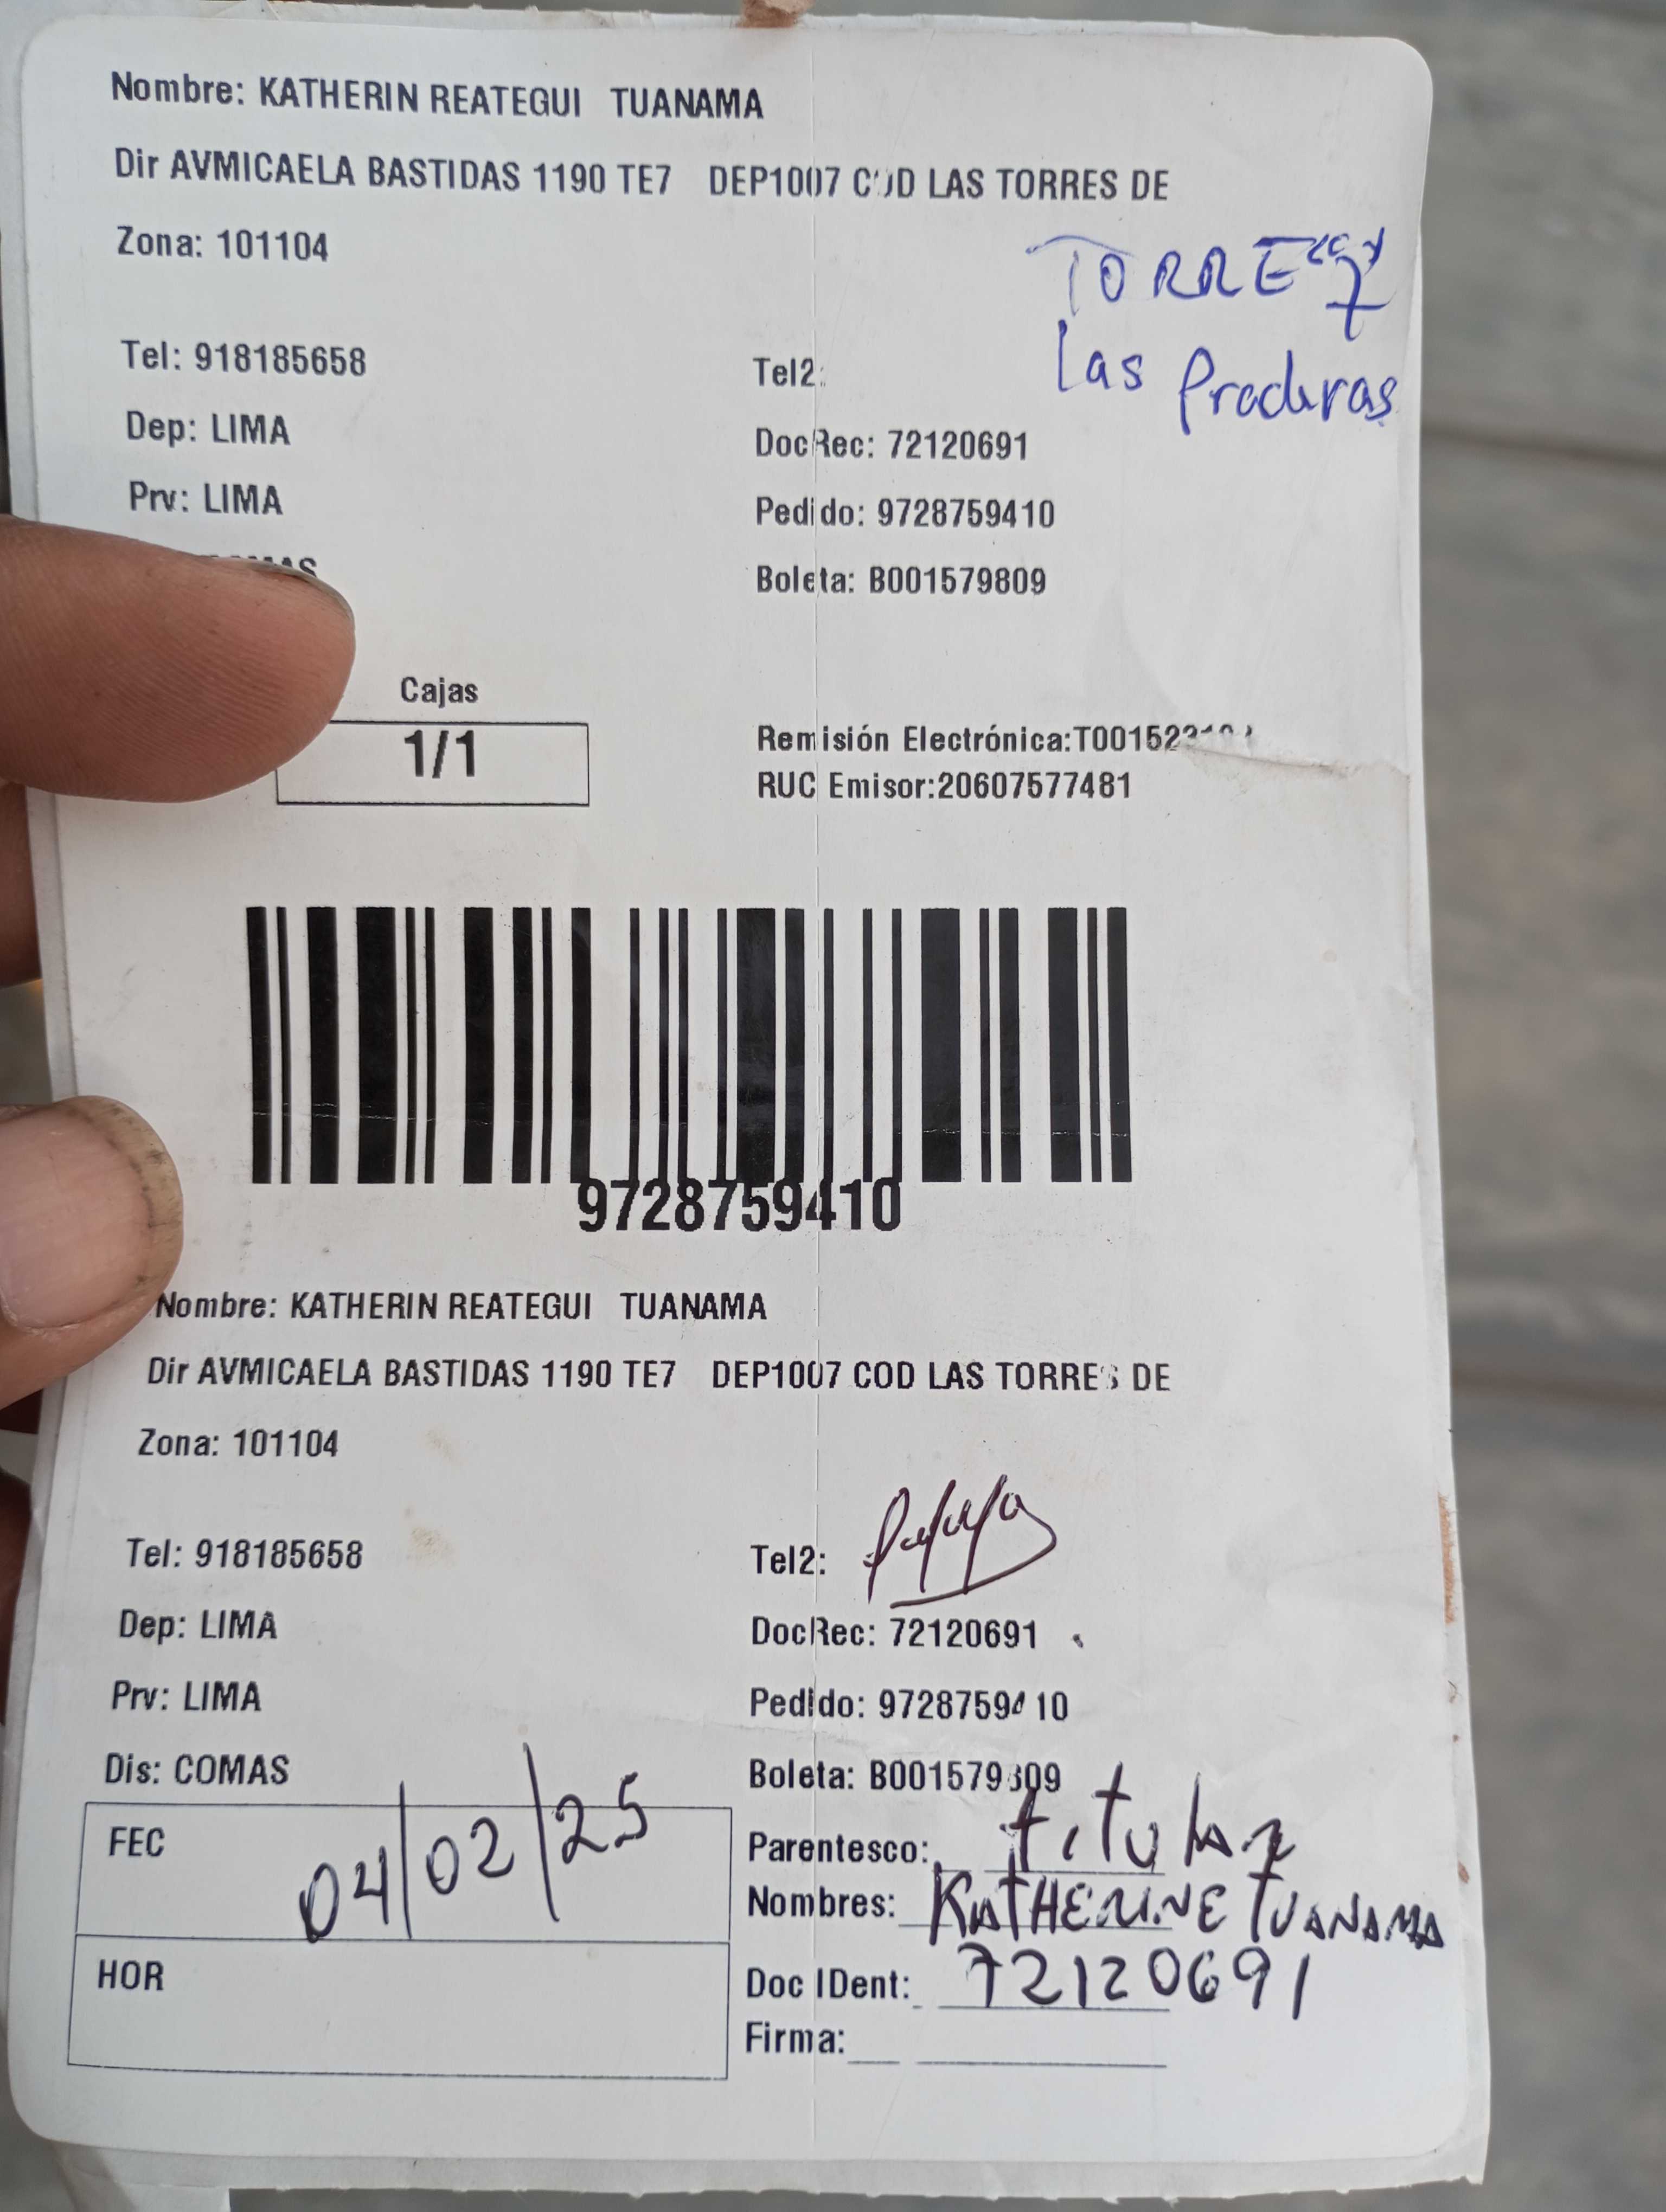 Nombre: KATHERIN REATEGUI TUANAMA
Dir AVMICAELA BASTIDAS 1190 TE7 DEP1007 COD LAS TORRES DE
Zona: 101104
TORRE 7
Las Praderas
Tel: 918185658
Tel2:
Dep: LIMA
DocRec: 72120691
Prv: LIMA
Pedido: 9728759410
Boleta: B001579809
Cajas
1/1
Remisión Electrónica:T001522
RUC Emisor:20607577481
9728759410
Nombre: KATHERIN REATEGUI TUANAMA
Dir AVMICAELA BASTIDAS 1190 TE7 DEP1007 COD LAS TORRES DE
Zona: 101104
Tel: 918185658
Tel2:
Dep: LIMA
DocRec: 72120691
Prv: LIMA
Pedido: 9728759410
Dis: COMAS
Boleta: B001579809
FEC 04/02/25
Parentesco: titular
Nombres: KATHERINE TUANAMA
HOR
Doc IDent: 72120691
Firma: